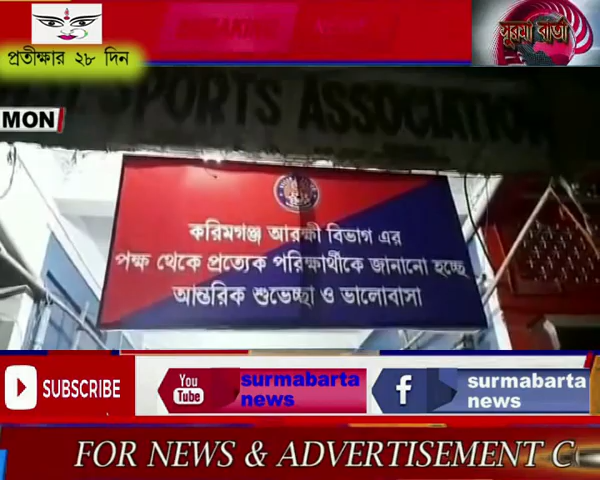 প্রতীক্ষার ২৮ দিন
সুরমা বার্তা
MON
SPORTS ASSOCIATION
করিমগঞ্জ আরক্ষী বিভাগ এর
পক্ষ থেকে প্রত্যেক পরিক্ষার্থীকে জানানো হচ্ছে
আন্তরিক শুভেচ্ছা ও ভালোবাসা
SUBSCRIBE
You Tube
surmabarta news
surmabarta news
FOR NEWS & ADVERTISEMENT